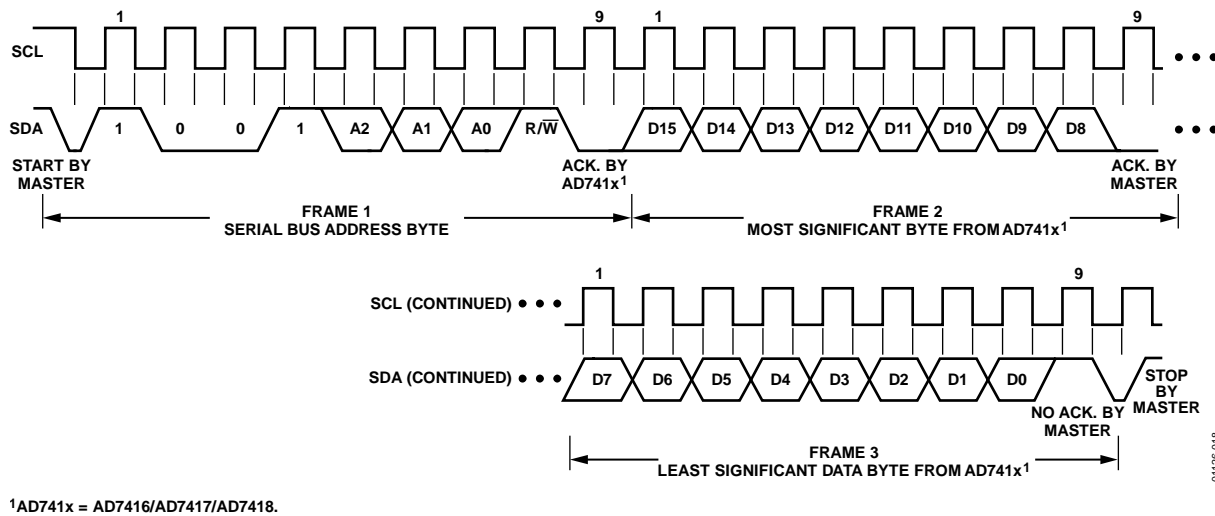 1 9 1 9
SCL
SDA 1 0 0 1 A2 A1 A0 R/W D15 D14 D13 D12 D11 D10 D9 D8
START BY
MASTER
ACK. BY
AD741x1
ACK. BY
MASTER
FRAME 1
SERIAL BUS ADDRESS BYTE
FRAME 2
MOST SIGNIFICANT BYTE FROM AD741x1
1 9
SCL (CONTINUED)
SDA (CONTINUED) D7 D6 D5 D4 D3 D2 D1 D0
NO ACK. BY
MASTER
STOP
BY
MASTER
FRAME 3
LEAST SIGNIFICANT DATA BYTE FROM AD741x1
1AD741x = AD7416/AD7417/AD7418.